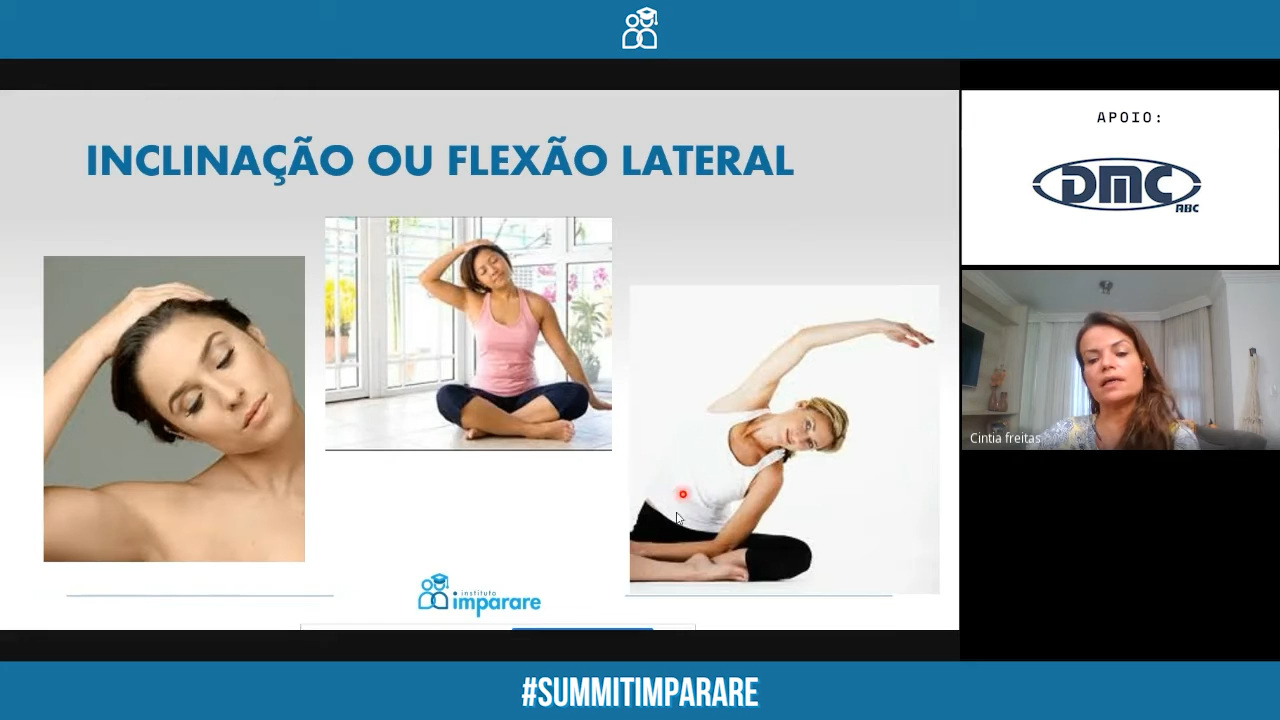 INCLINAÇÃO OU FLEXÃO LATERAL
APOIO:
DMC
ABC
Cintia freitas
instituto
imparare
#SUMMITIMPARARE